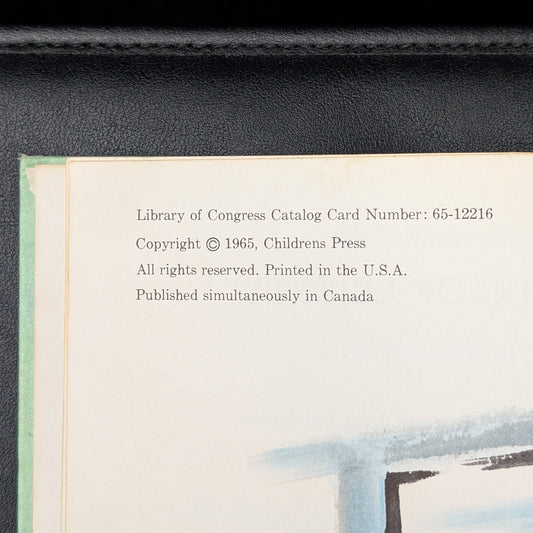 Library of Congress Catalog Card Number: 65-12216
Copyright © 1965, Childrens Press
All rights reserved. Printed in the U.S.A.
Published simultaneously in Canada